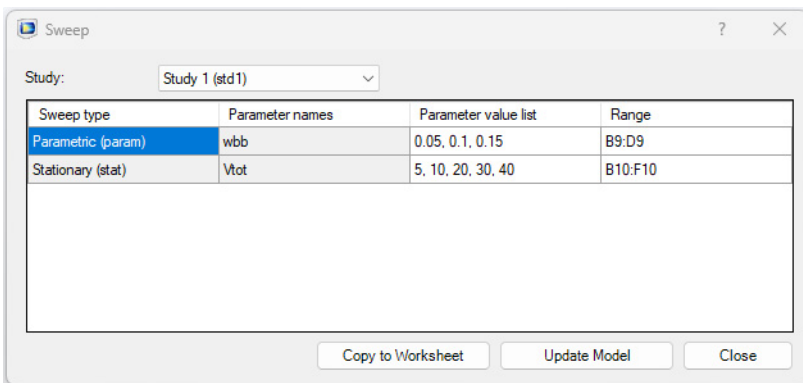 Sweep ?
Study: Study 1 (std1)
Sweep type Parameter names Parameter value list Range
Parametric (param) wbb 0.05, 0.1, 0.15 B9:D9
Stationary (stat) Vtot 5, 10, 20, 30, 40 B10:F10
Copy to Worksheet Update Model Close